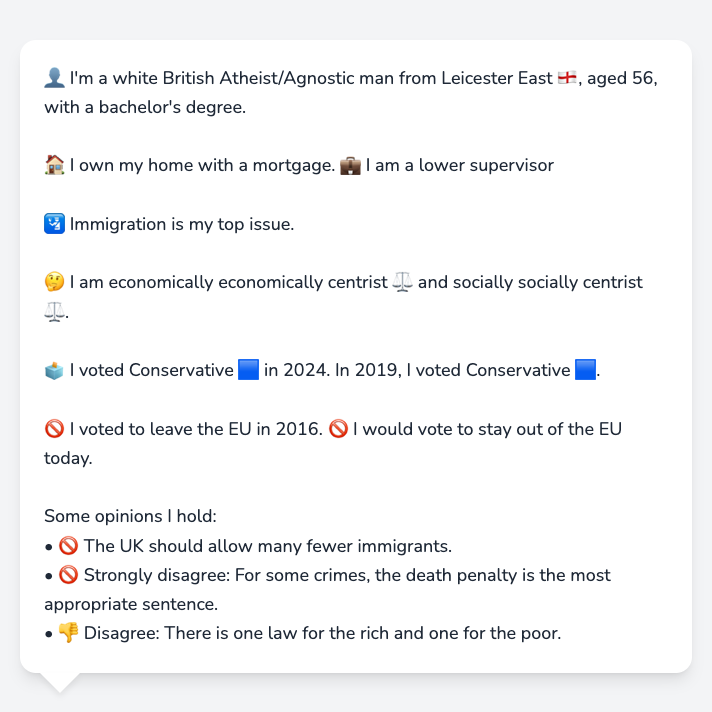 👤 I'm a white British Atheist/Agnostic man from Leicester East 🏴󠁧󠁢󠁥󠁮󠁧󠁿, aged 56,
with a bachelor's degree.
🏠 I own my home with a mortgage. 💼 I am a lower supervisor
🛂 Immigration is my top issue.
🤔 I am economically economically centrist ⚖️ and socially socially centrist
⚖️.
🗳️ I voted Conservative 🟦 in 2024. In 2019, I voted Conservative 🟦.
🚫 I voted to leave the EU in 2016. 🚫 I would vote to stay out of the EU
today.
Some opinions I hold:
• 🚫 The UK should allow many fewer immigrants.
• 🚫 Strongly disagree: For some crimes, the death penalty is the most
appropriate sentence.
• 👎 Disagree: There is one law for the rich and one for the poor.